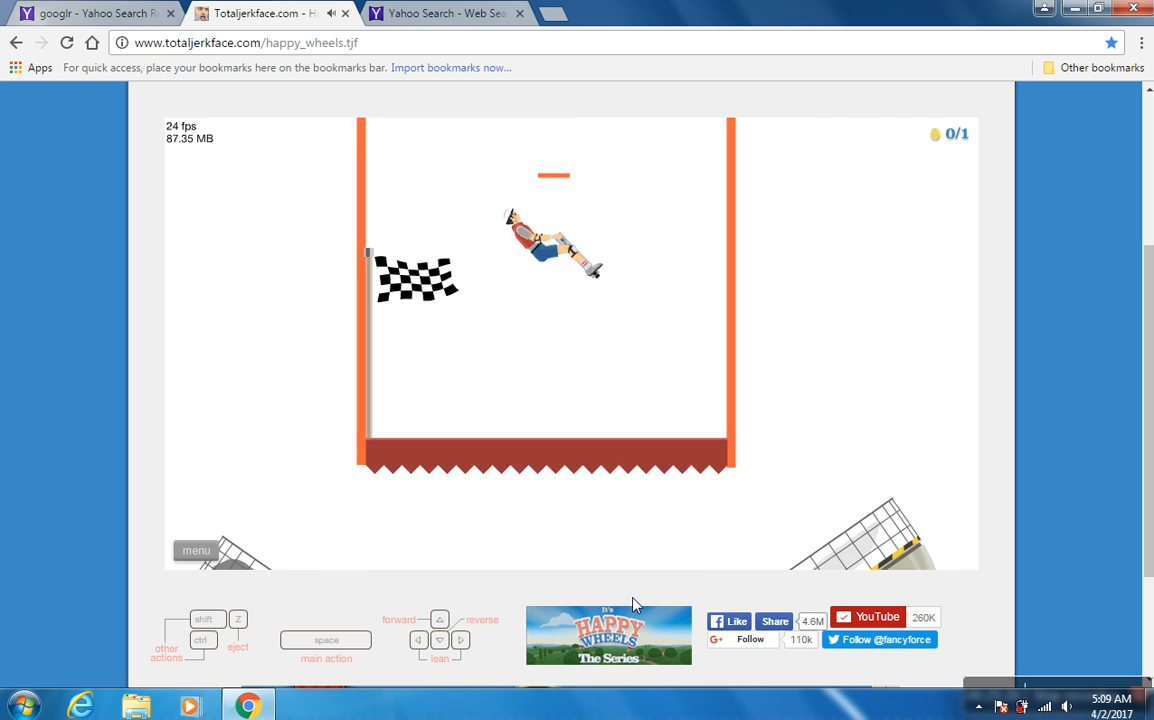 googlr - Yahoo Search R
Totaljerkface.com - H
Yahoo Search - Web Sea
www.totaljerkface.com/happy_wheels.tjf
Apps
For quick access, place your bookmarks here on the bookmarks bar. Import bookmarks now...
Other bookmarks
24 fps
87.35 MB
0/1
menu
shift
Z
ctrl
other actions
eject
space
main action
forward
reverse
lean
It's
HAPPY
WHEELS
The Series
Like
Share
4.6M
YouTube
260K
G+ Follow
110k
Follow @fancyforce
5:09 AM
4/2/2017